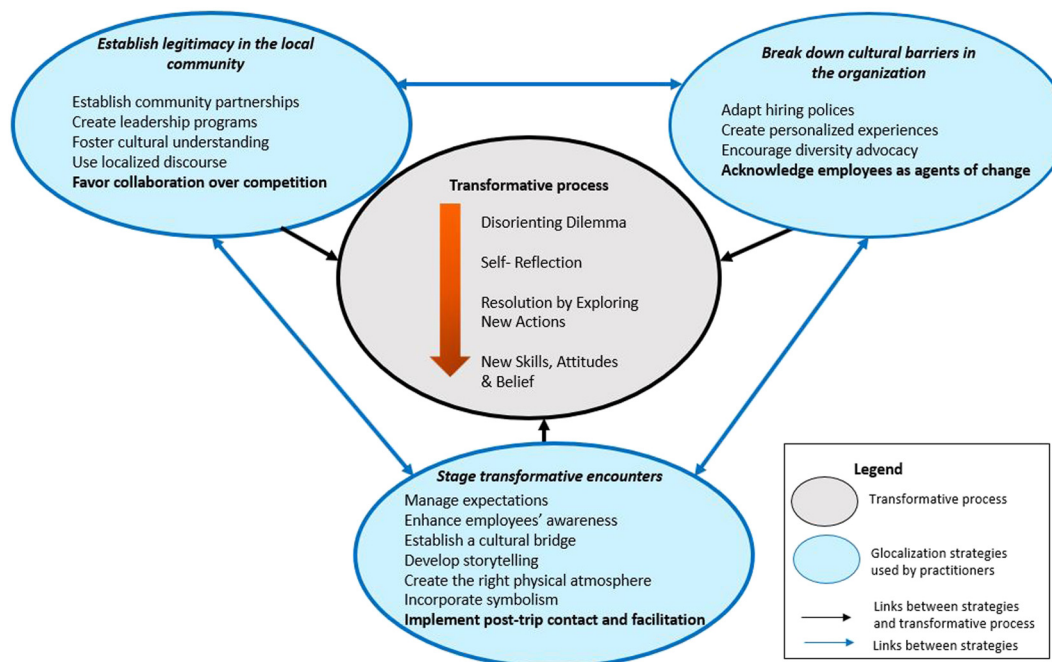 Establish legitimacy in the local
community
Establish community partnerships
Create leadership programs
Foster cultural understanding
Use localized discourse
Favor collaboration over competition
Break down cultural barriers in
the organization
Adapt hiring polices
Create personalized experiences
Encourage diversity advocacy
Acknowledge employees as agents of change
Transformative process
Disorienting Dilemma
Self- Reflection
Resolution by Exploring
New Actions
New Skills, Attitudes
& Belief
Stage transformative encounters
Manage expectations
Enhance employees’ awareness
Establish a cultural bridge
Develop storytelling
Create the right physical atmosphere
Incorporate symbolism
Implement post-trip contact and facilitation
Legend
Transformative process
Glocalization strategies
used by practitioners
Links between strategies
and transformative process
Links between strategies